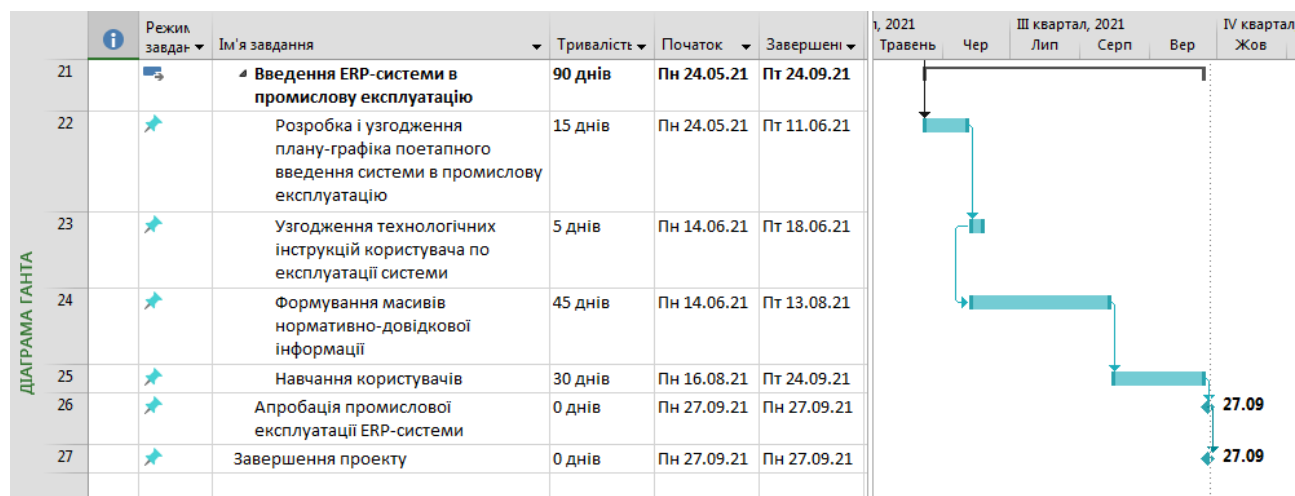 Режим
завдан
Ім'я завдання
Тривалість
Початок
Завершені
, 2021
III квартал, 2021
IV квартал
Травень
Чер
Лип
Серп
Вер
Жов
ДІАГРАМА ГАНТА
21
Введення ERP-системи в
промислову експлуатацію
90 днів
Пн 24.05.21
Пт 24.09.21
22
Розробка і узгодження
плану-графіка поетапного
введення системи в промислову
експлуатацію
15 днів
Пн 24.05.21
Пт 11.06.21
23
Узгодження технологічних
інструкцій користувача по
експлуатації системи
5 днів
Пн 14.06.21
Пт 18.06.21
24
Формування масивів
нормативно-довідкової
інформації
45 днів
Пн 14.06.21
Пт 13.08.21
25
Навчання користувачів
30 днів
Пн 16.08.21
Пт 24.09.21
26
Апробація промислової
експлуатації ERP-системи
0 днів
Пн 27.09.21
Пн 27.09.21
27.09
27
Завершення проекту
0 днів
Пн 27.09.21
Пн 27.09.21
27.09